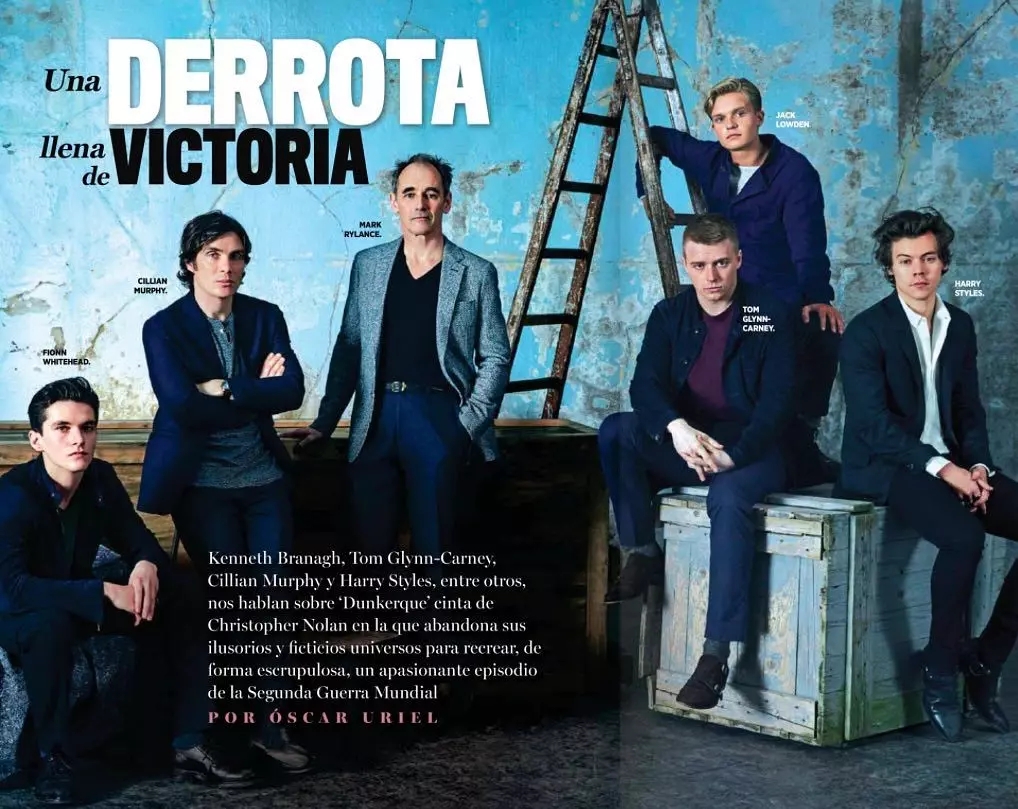 Una DERROTA
llena
de VICTORIA
JACK
LOWDEN.
MARK
RYLANCE.
CILLIAN
MURPHY.
HARRY
STYLES.
TOM
GLYNN-
CARNEY.
FIONN
WHITEHEAD.
Kenneth Branagh, Tom Glynn-Carney,
Cillian Murphy y Harry Styles, entre otros,
nos hablan sobre ‘Dunkerque’ cinta de
Christopher Nolan en la que abandona sus
ilusorios y ficticios universos para recrear, de
forma escrupulosa, un apasionante episodio
de la Segunda Guerra Mundial
POR ÓSCAR URIEL